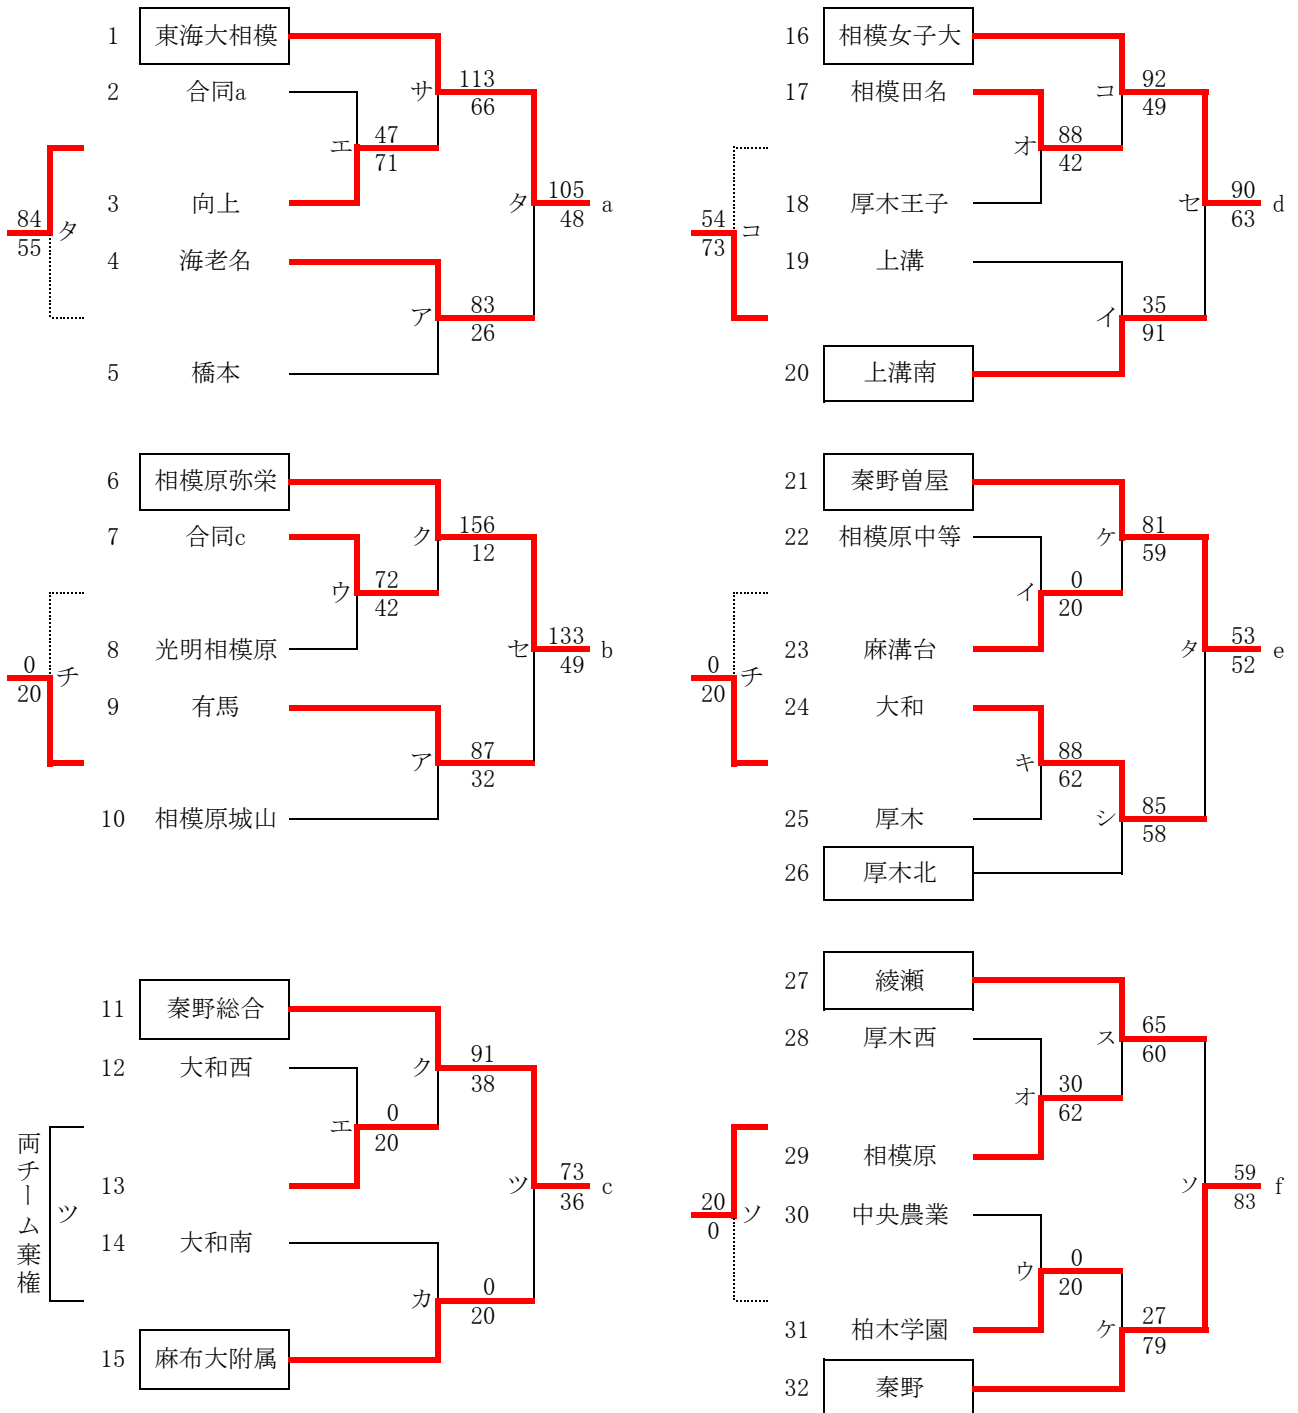 1 東海大相模
2 合同a
サ 113
66
エ 47
71
3 向上
タ 105
48 a
84
55 タ
4 海老名
ア 83
26
5 橋本
6 相模原弥栄
7 合同c
ク 156
12
ウ 72
42
8 光明相模原
セ 133
49 b
0
20 チ
9 有馬
ア 87
32
10 相模原城山
11 秦野総合
12 大和西
ク 91
38
エ 0
20
両チーム棄権
ツ
13
ツ 73
36 c
14 大和南
カ 0
20
15 麻布大附属
16 相模女子大
17 相模田名
コ 92
49
オ 88
42
18 厚木王子
セ 90
63 d
54
73 コ
19 上溝
イ 35
91
20 上溝南
21 秦野曽屋
22 相模原中等
ケ 81
59
イ 0
20
23 麻溝台
タ 53
52 e
0
20 チ
24 大和
キ 88
62
25 厚木
シ 85
58
26 厚木北
27 綾瀬
28 厚木西
ス 65
60
オ 30
62
29 相模原
ソ 59
83 f
20
0 ソ
30 中央農業
ウ 0
20
31 柏木学園
ケ 27
79
32 秦野